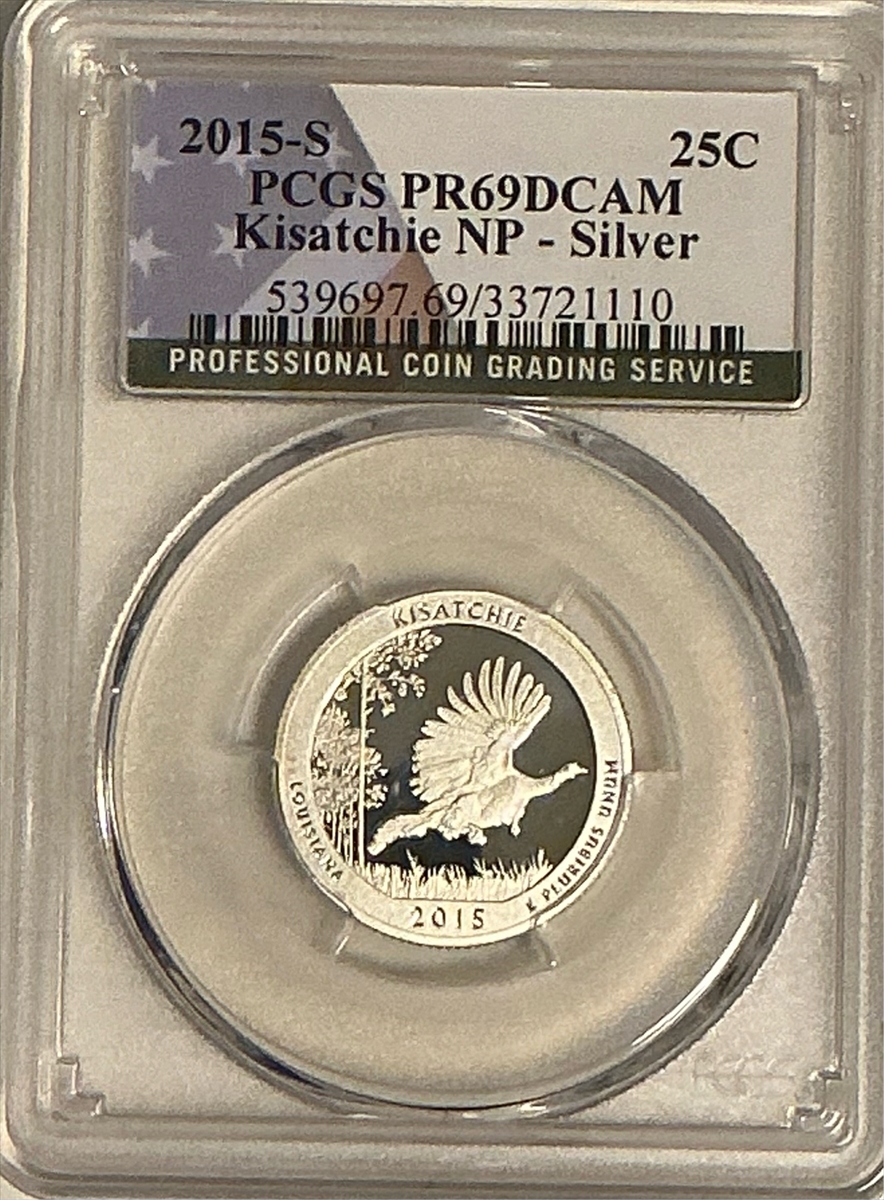 2015-S 25C
PCGS PR69DCAM
Kisatchie NP - Silver
539697.69/33721110
PROFESSIONAL COIN GRADING SERVICE
KISATCHIE
LOUISIANA
E PLURIBUS UNUM
2015
PCGS